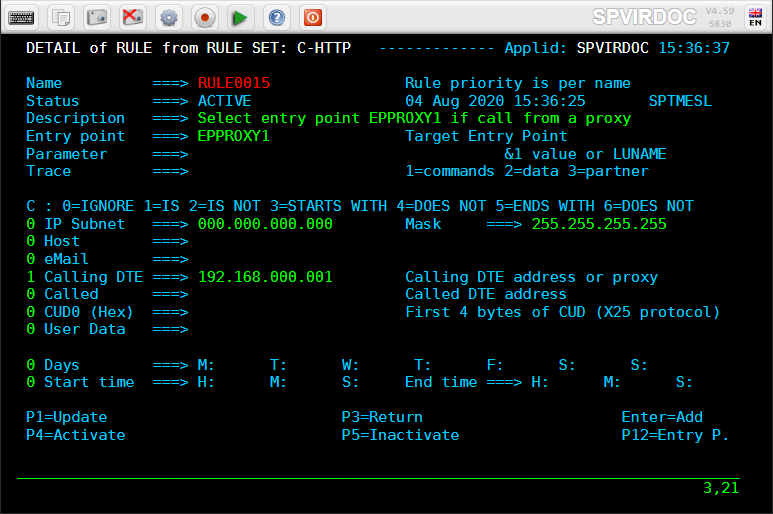 SPVIRDOC V4.59 5830 EN
DETAIL of RULE from RULE SET: C-HTTP ------------- Applid: SPVIRDOC 15:36:37
Name ===> RULE0015 Rule priority is per name
Status ===> ACTIVE 04 Aug 2020 15:36:25 SPTMESL
Description ===> Select entry point EPPROXY1 if call from a proxy
Entry point ===> EPPROXY1 Target Entry Point
Parameter ===> &1 value or LUNAME
Trace ===> 1=commands 2=data 3=partner
C : 0=IGNORE 1=IS 2=IS NOT 3=STARTS WITH 4=DOES NOT 5=ENDS WITH 6=DOES NOT
0 IP Subnet ===> 000.000.000.000 Mask ===> 255.255.255.255
0 Host ===>
0 eMail ===>
1 Calling DTE ===> 192.168.000.001 Calling DTE address or proxy
0 Called ===> Called DTE address
0 CUD0 (Hex) ===> First 4 bytes of CUD (X25 protocol)
0 User Data ===>
0 Days ===> M: T: W: T: F: S: S:
0 Start time ===> H: M: S: End time ===> H: M: S:
P1=Update P3=Return Enter=Add
P4=Activate P5=Inactivate P12=Entry P.
3,21